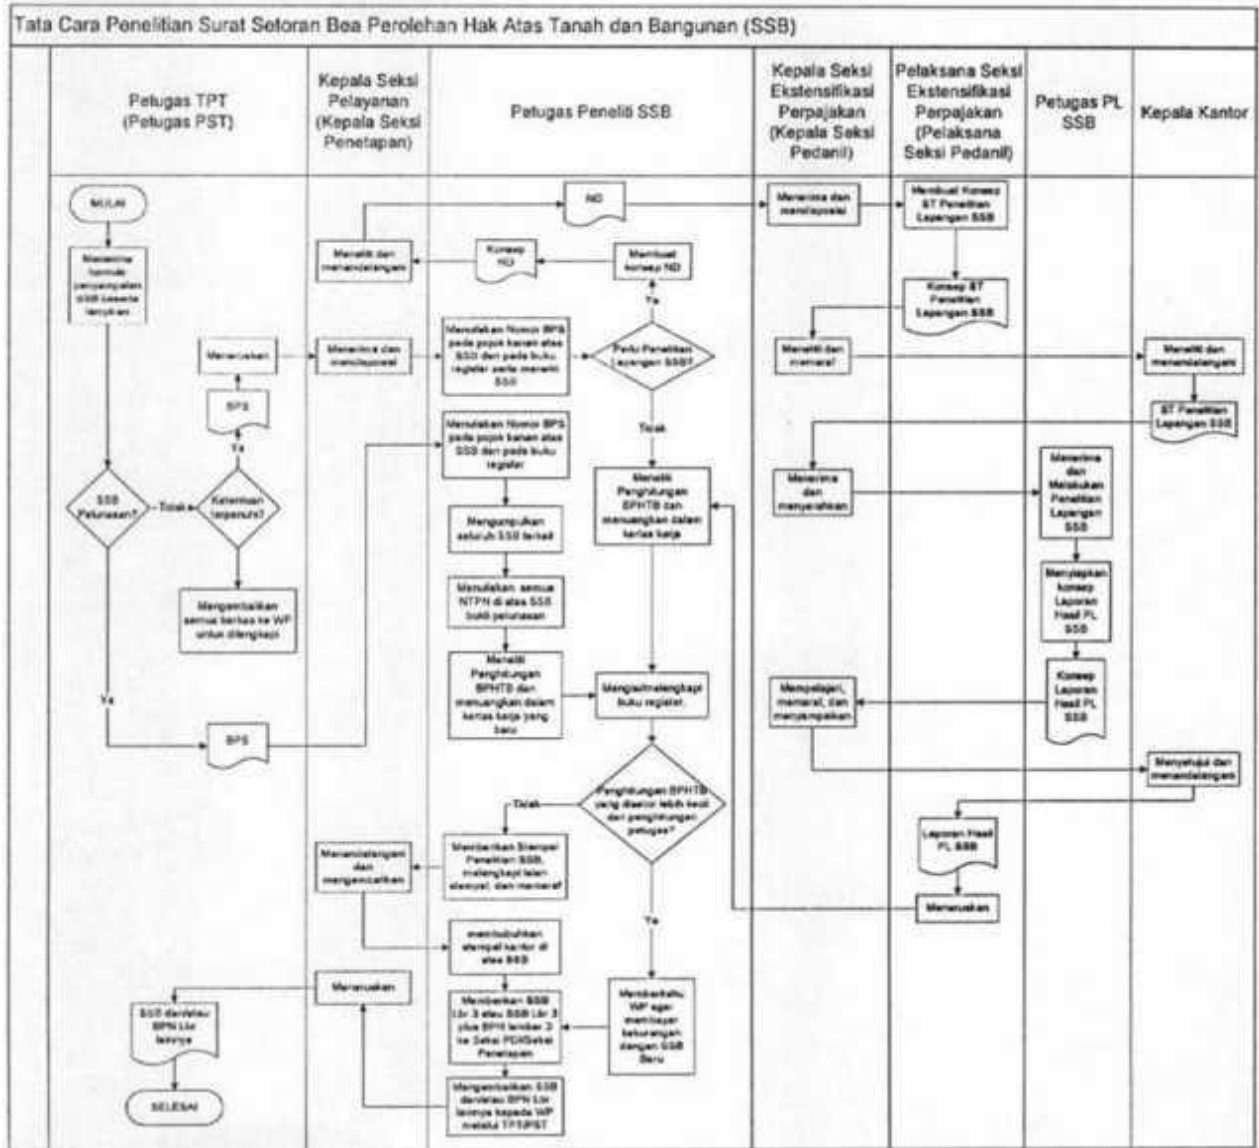 Tata Cara Penelitian Surat Setoran Bea Perolehan Hak Atas Tanah dan Bangunan (SSB)
Petugas TPT
(Petugas PST)
Kepala Seksi
Pelayanan
(Kepala Seksi
Penetapan)
Petugas Peneliti SSB
Kepala Seksi
Ekstensifikasi
Perpajakan
(Kepala Seksi
Pedanil)
Pelaksana Seksi
Ekstensifikasi
Perpajakan
(Pelaksana
Seksi Pedanil)
Petugas PL
SSB
Kepala Kantor
MULAI
Menerima
formulir
penyampaian
SSB beserta
lampiran
SSB
Pelunasan?
Tidak
Ketentuan
terpenuhi?
Ya
BPS
Meneruskan
Mengembalikan
semua berkas ke WP
untuk dilengkapi
Ya
BPS
Menerima dan
mendisposisi
Menuliskan Nomor BPS
pada pojok kanan atas
SSB dan pada buku
register serta meneliti
SSB
Perlu Penelitian
Lapangan SSB?
Ya
Membuat
konsep ND
Konsep
ND
Meneliti dan
menandatangani
ND
Menerima dan
mendisposisi
Membuat Konsep
ST Penelitian
Lapangan SSB
Konsep ST
Penelitian
Lapangan SSB
Meneliti dan
memaraf
Meneliti dan
menandatangani
ST Penelitian
Lapangan SSB
Menerima
dan
menyerahkan
Menerima
dan
Melakukan
Penelitian
Lapangan
SSB
Menyiapkan
konsep
Laporan
Hasil PL
SSB
Konsep
Laporan
Hasil PL
SSB
Mempelajari,
memaraf, dan
menyampaikan
Menyetujui dan
menandatangani
Laporan Hasil
PL SSB
Meneruskan
Tidak
Meneliti
Penghitungan
BPHTB dan
menuangkan dalam
kertas kerja
Menuliskan Nomor BPS
pada pojok kanan atas
SSB dan pada buku
register
Mengumpulkan
seluruh SSB terkait
Menuliskan semua
NTPN di atas SSB
bukti pelunasan
Meneliti
Penghitungan
BPHTB dan
menuangkan dalam
kertas kerja yang
baru
Mengisi/melengkapi
buku register.
Penghitungan BPHTB
yang disetor lebih kecil
dari penghitungan
petugas?
Tidak
Memberikan Stempel
Penelitian SSB,
melengkapi isian
stempel, dan memaraf
Menandatangani
dan
mengembalikan
membubuhkan
stempel kantor di
atas SSB
Ya
Memberitahu
WP agar
membayar
kekurangan
dengan SSB
Baru
Memberikan SSB
Lbr 3 atau SSB Lbr 3
plus BPN lembar 3
ke Seksi PDI/Seksi
Penetapan
Mengembalikan SSB
dan/atau BPN Lbr
lainnya kepada WP
melalui TPT/PST
Meneruskan
SSB dan/atau
BPN Lbr
lainnya
SELESAI